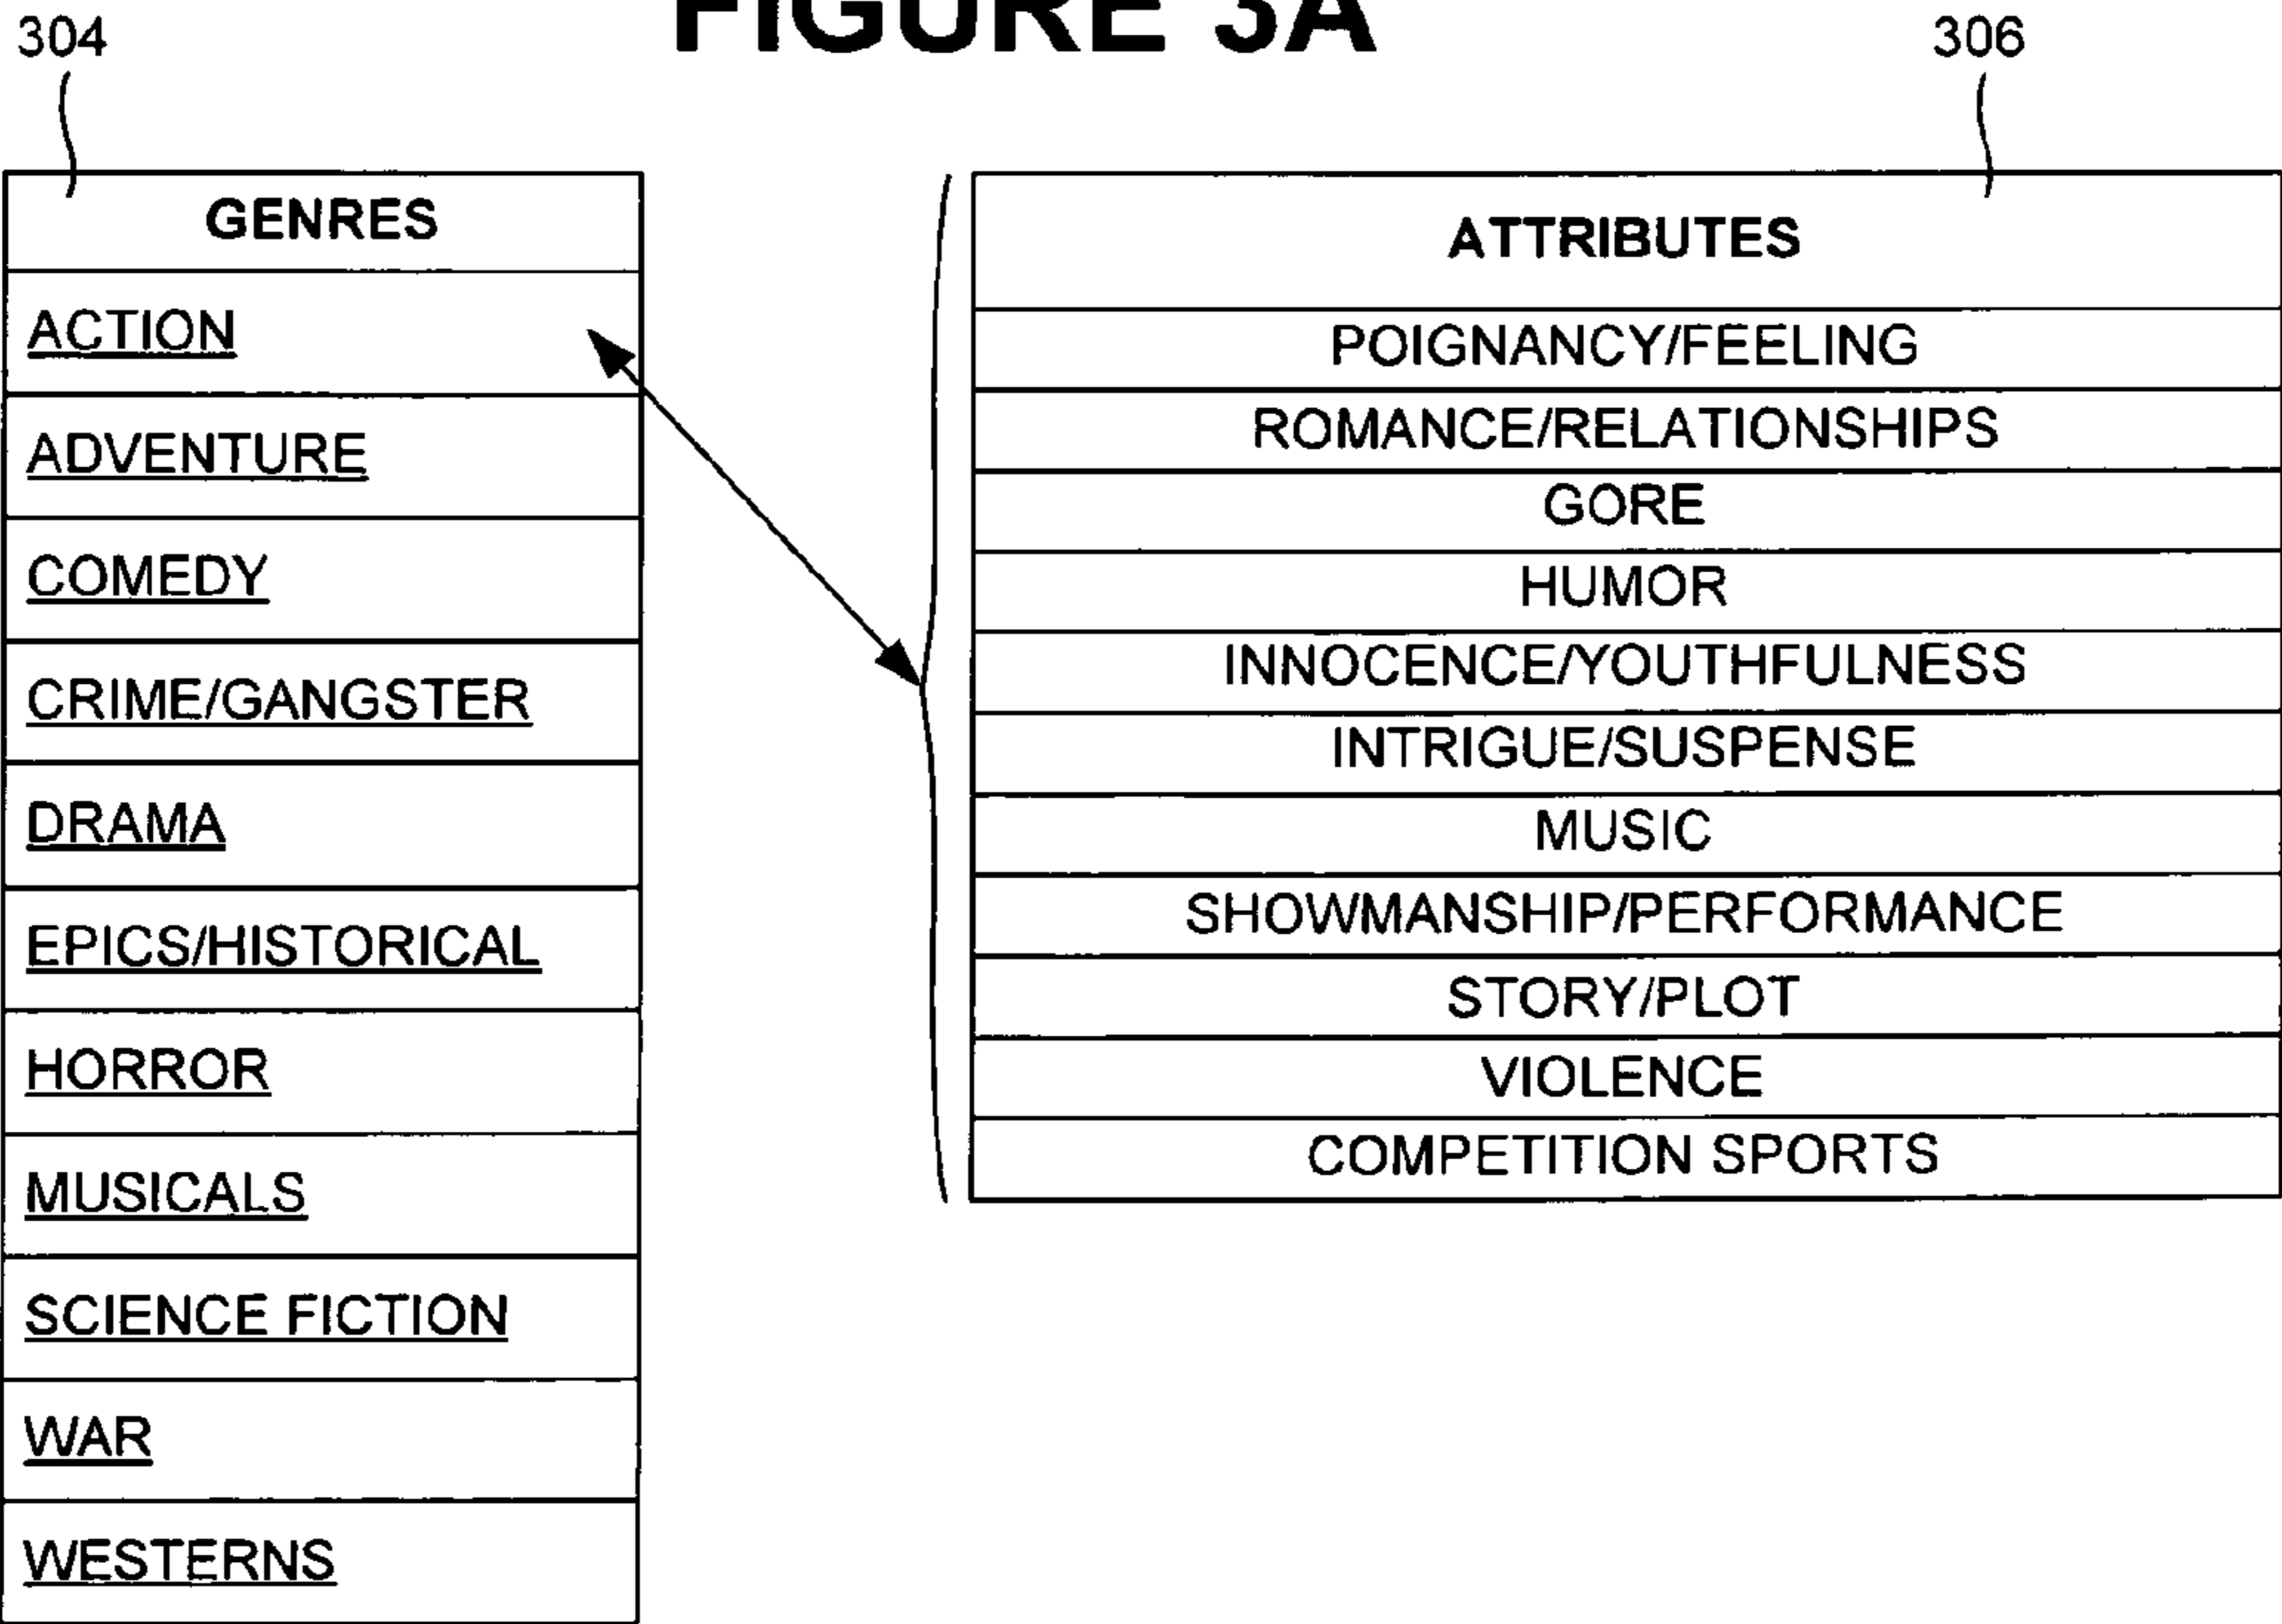 FIGURE 3A
304
306
GENRES
ACTION
ADVENTURE
COMEDY
CRIME/GANGSTER
DRAMA
EPICS/HISTORICAL
HORROR
MUSICALS
SCIENCE FICTION
WAR
WESTERNS
ATTRIBUTES
POIGNANCY/FEELING
ROMANCE/RELATIONSHIPS
GORE
HUMOR
INNOCENCE/YOUTHFULNESS
INTRIGUE/SUSPENSE
MUSIC
SHOWMANSHIP/PERFORMANCE
STORY/PLOT
VIOLENCE
COMPETITION SPORTS